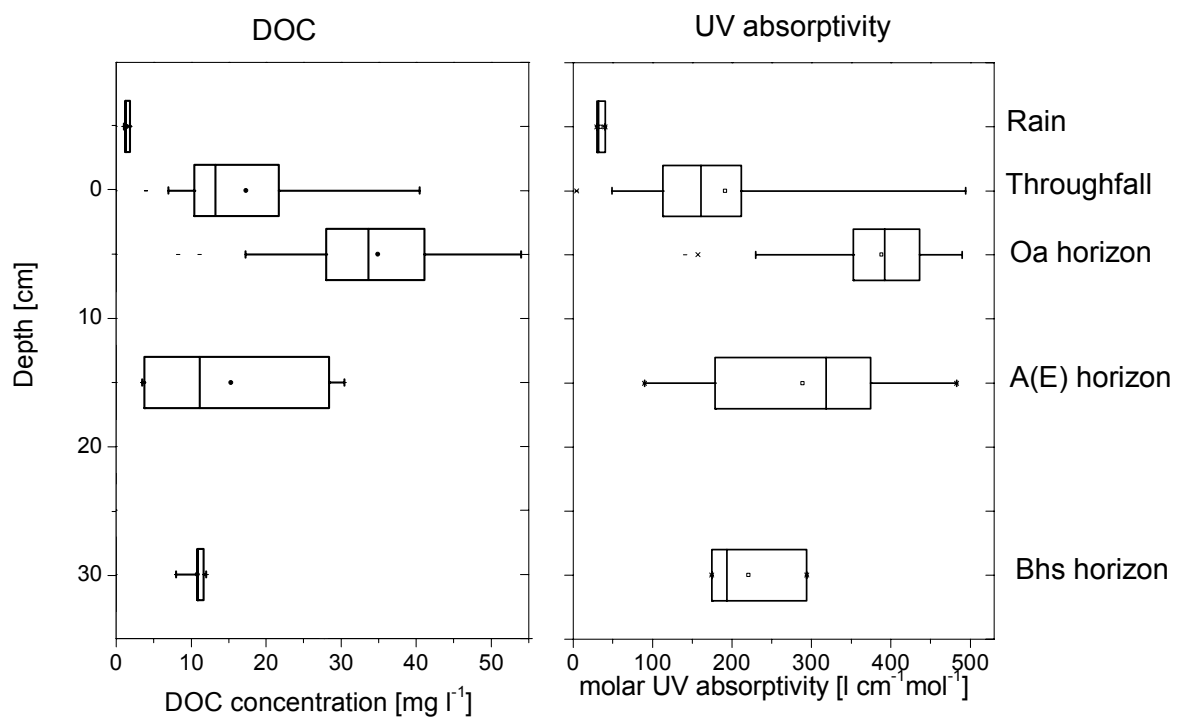 DOC
UV absorptivity
Rain
Throughfall
Oa horizon
A(E) horizon
Bhs horizon
Depth [cm]
0
10
20
30
0 10 20 30 40 50
0 100 200 300 400 500
DOC concentration [mg l⁻¹]
molar UV absorptivity [l cm⁻¹mol⁻¹]